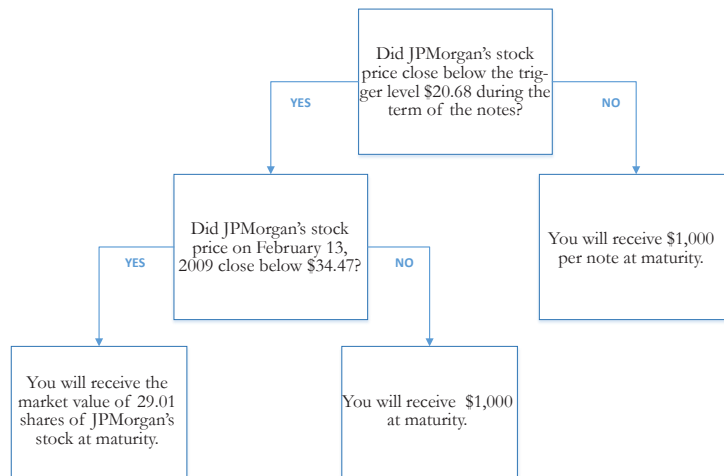 Did JPMorgan's stock
price close below the trig-
ger level $20.68 during the
term of the notes?
YES
NO
Did JPMorgan's stock
price on February 13,
2009 close below $34.47?
You will receive $1,000
per note at maturity.
YES
NO
You will receive the
market value of 29.01
shares of JPMorgan's
stock at maturity.
You will receive $1,000
at maturity.